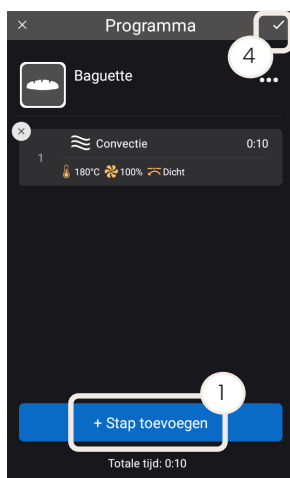 × Programma ✓
4
Baguette
1 Convectie 0:10
180°C 100% Dicht
1
+ Stap toevoegen
Totale tijd: 0:10